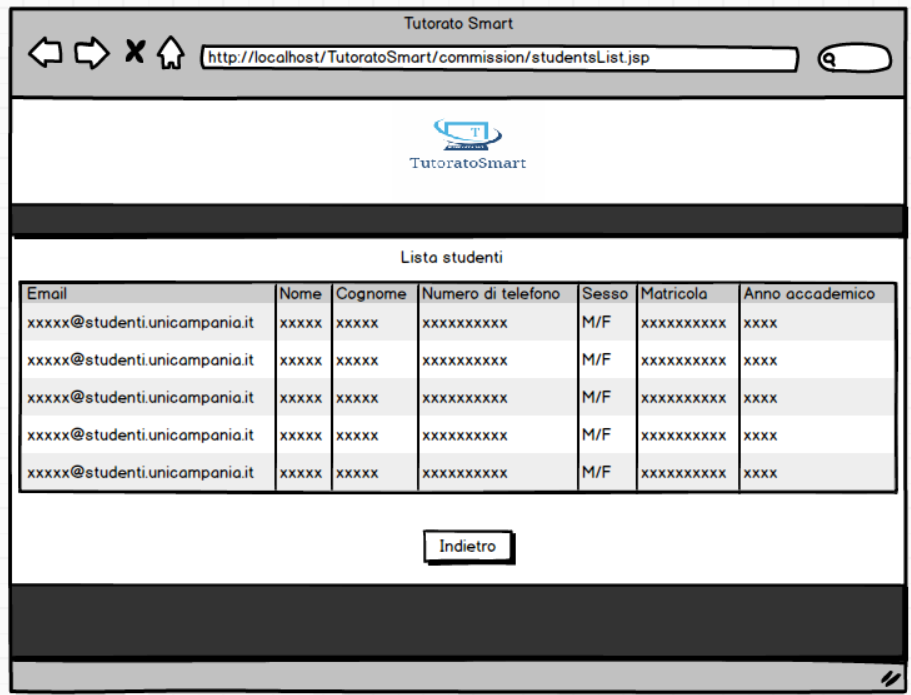 Tutorato Smart
http://localhost/TutoratoSmart/commission/studentsList.jsp
T
TutoratoSmart
Lista studenti
Email Nome Cognome Numero di telefono Sesso Matricola Anno accademico
xxxxx@studenti.unicampania.it xxxxx xxxxx xxxxxxxxxx M/F xxxxxxxxxx xxxx
xxxxx@studenti.unicampania.it xxxxx xxxxx xxxxxxxxxx M/F xxxxxxxxxx xxxx
xxxxx@studenti.unicampania.it xxxxx xxxxx xxxxxxxxxx M/F xxxxxxxxxx xxxx
xxxxx@studenti.unicampania.it xxxxx xxxxx xxxxxxxxxx M/F xxxxxxxxxx xxxx
xxxxx@studenti.unicampania.it xxxxx xxxxx xxxxxxxxxx M/F xxxxxxxxxx xxxx
Indietro